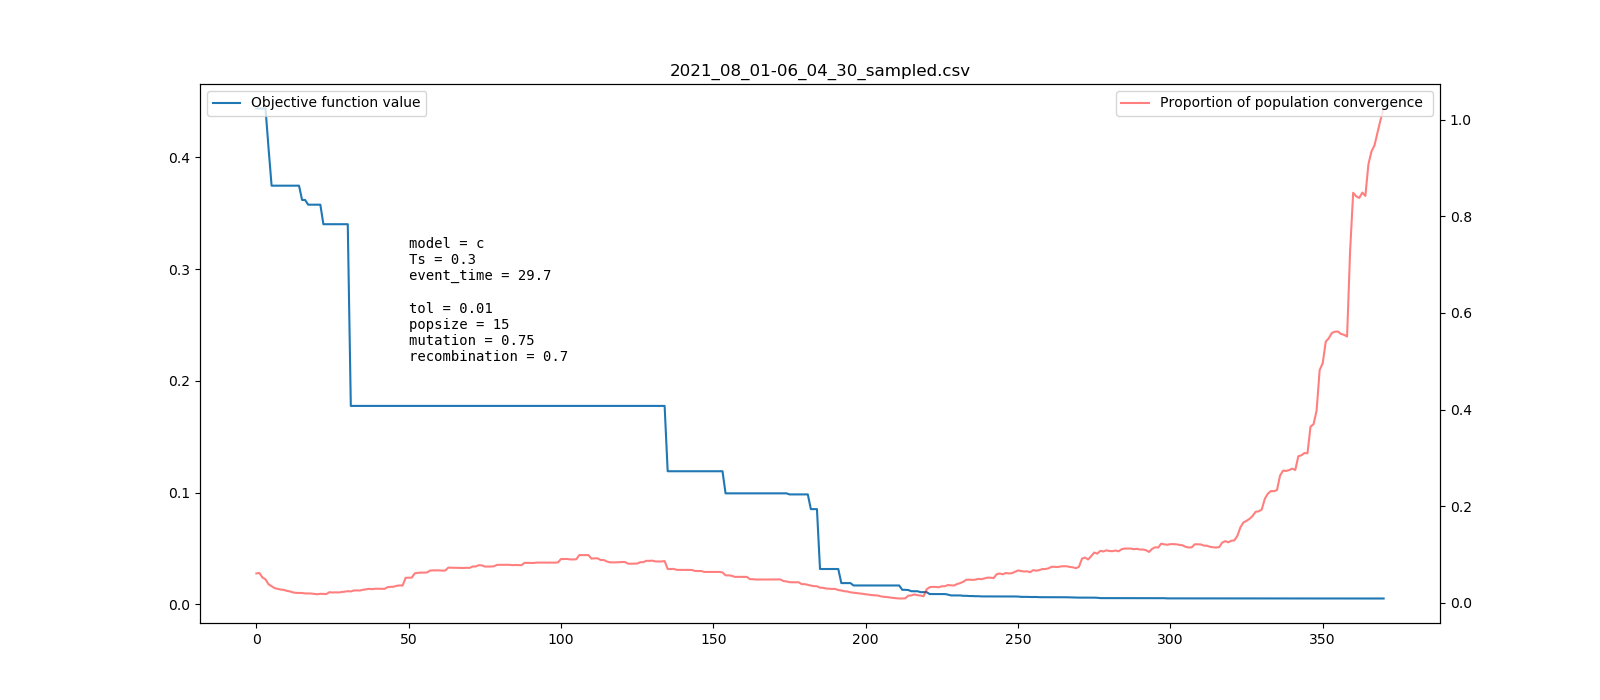 2021_08_01-06_04_30_sampled.csv
Objective function value
Proportion of population convergence
model = c
Ts = 0.3
event_time = 29.7
tol = 0.01
popsize = 15
mutation = 0.75
recombination = 0.7
0.4
0.3
0.2
0.1
0.0
1.0
0.8
0.6
0.4
0.2
0.0
0 50 100 150 200 250 300 350